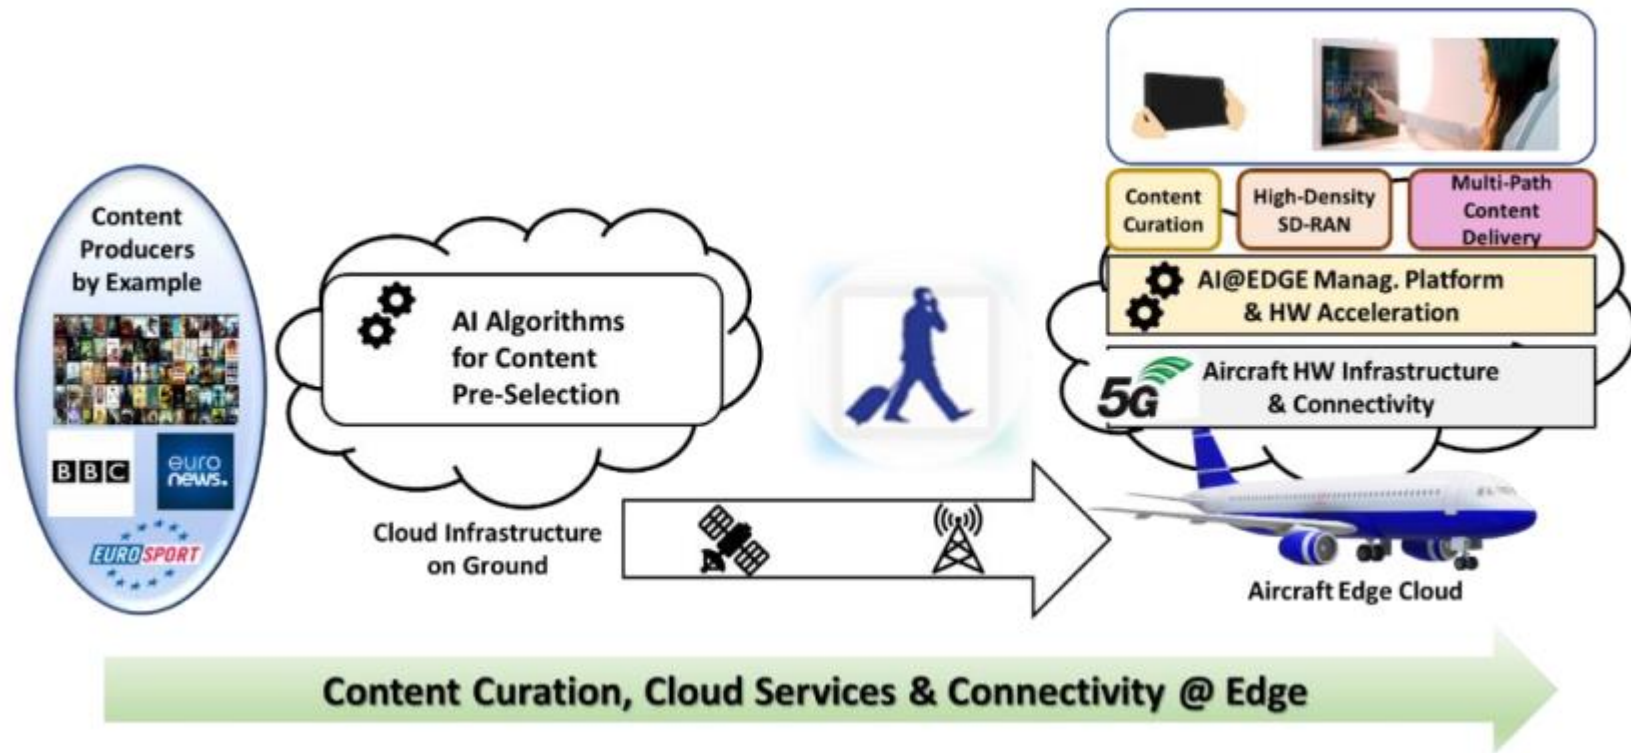 Content
Producers
by Example
BBC
euro
news.
EUROSPORT
AI Algorithms
for Content
Pre-Selection
Cloud Infrastructure
on Ground
Content
Curation
High-Density
SD-RAN
Multi-Path
Content
Delivery
AI@EDGE Manag. Platform
& HW Acceleration
5G
Aircraft HW Infrastructure
& Connectivity
Aircraft Edge Cloud
Content Curation, Cloud Services & Connectivity @ Edge